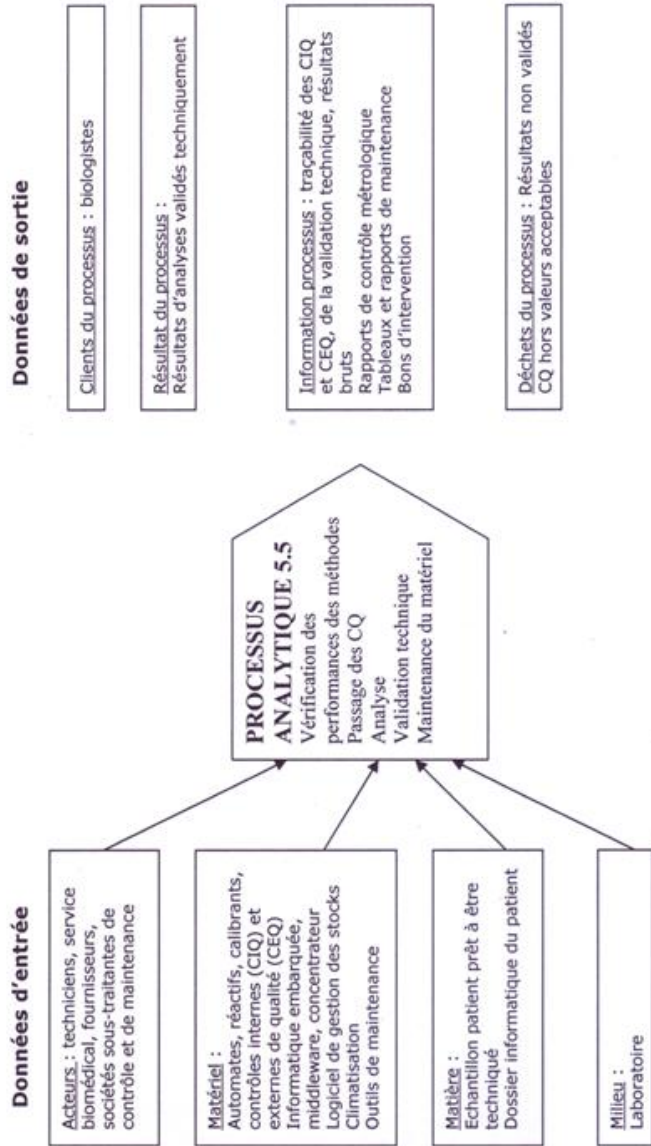 Données d'entrée
Acteurs : techniciens, service
biomédical, fournisseurs,
sociétés sous-traitantes de
contrôle et de maintenance
Matériel :
Automates, réactifs, calibrants,
contrôles internes (CIQ) et
externes de qualité (CEQ)
Informatique embarquée,
middleware, concentrateur
Logiciel de gestion des stocks
Climatisation
Outils de maintenance
Matière :
Echantillon patient prêt à être
techniqué
Dossier informatique du patient
Milieu :
Laboratoire
PROCESSUS
ANALYTIQUE 5.5
Vérification des
performances des méthodes
Passage des CQ
Analyse
Validation technique
Maintenance du matériel
Données de sortie
Clients du processus : biologistes
Résultat du processus :
Résultats d'analyses validés techniquement
Information processus : traçabilité des CIQ
et CEQ, de la validation technique, résultats
bruts
Rapports de contrôle métrologique
Tableaux et rapports de maintenance
Bons d'intervention
Déchets du processus : Résultats non validés
CQ hors valeurs acceptables